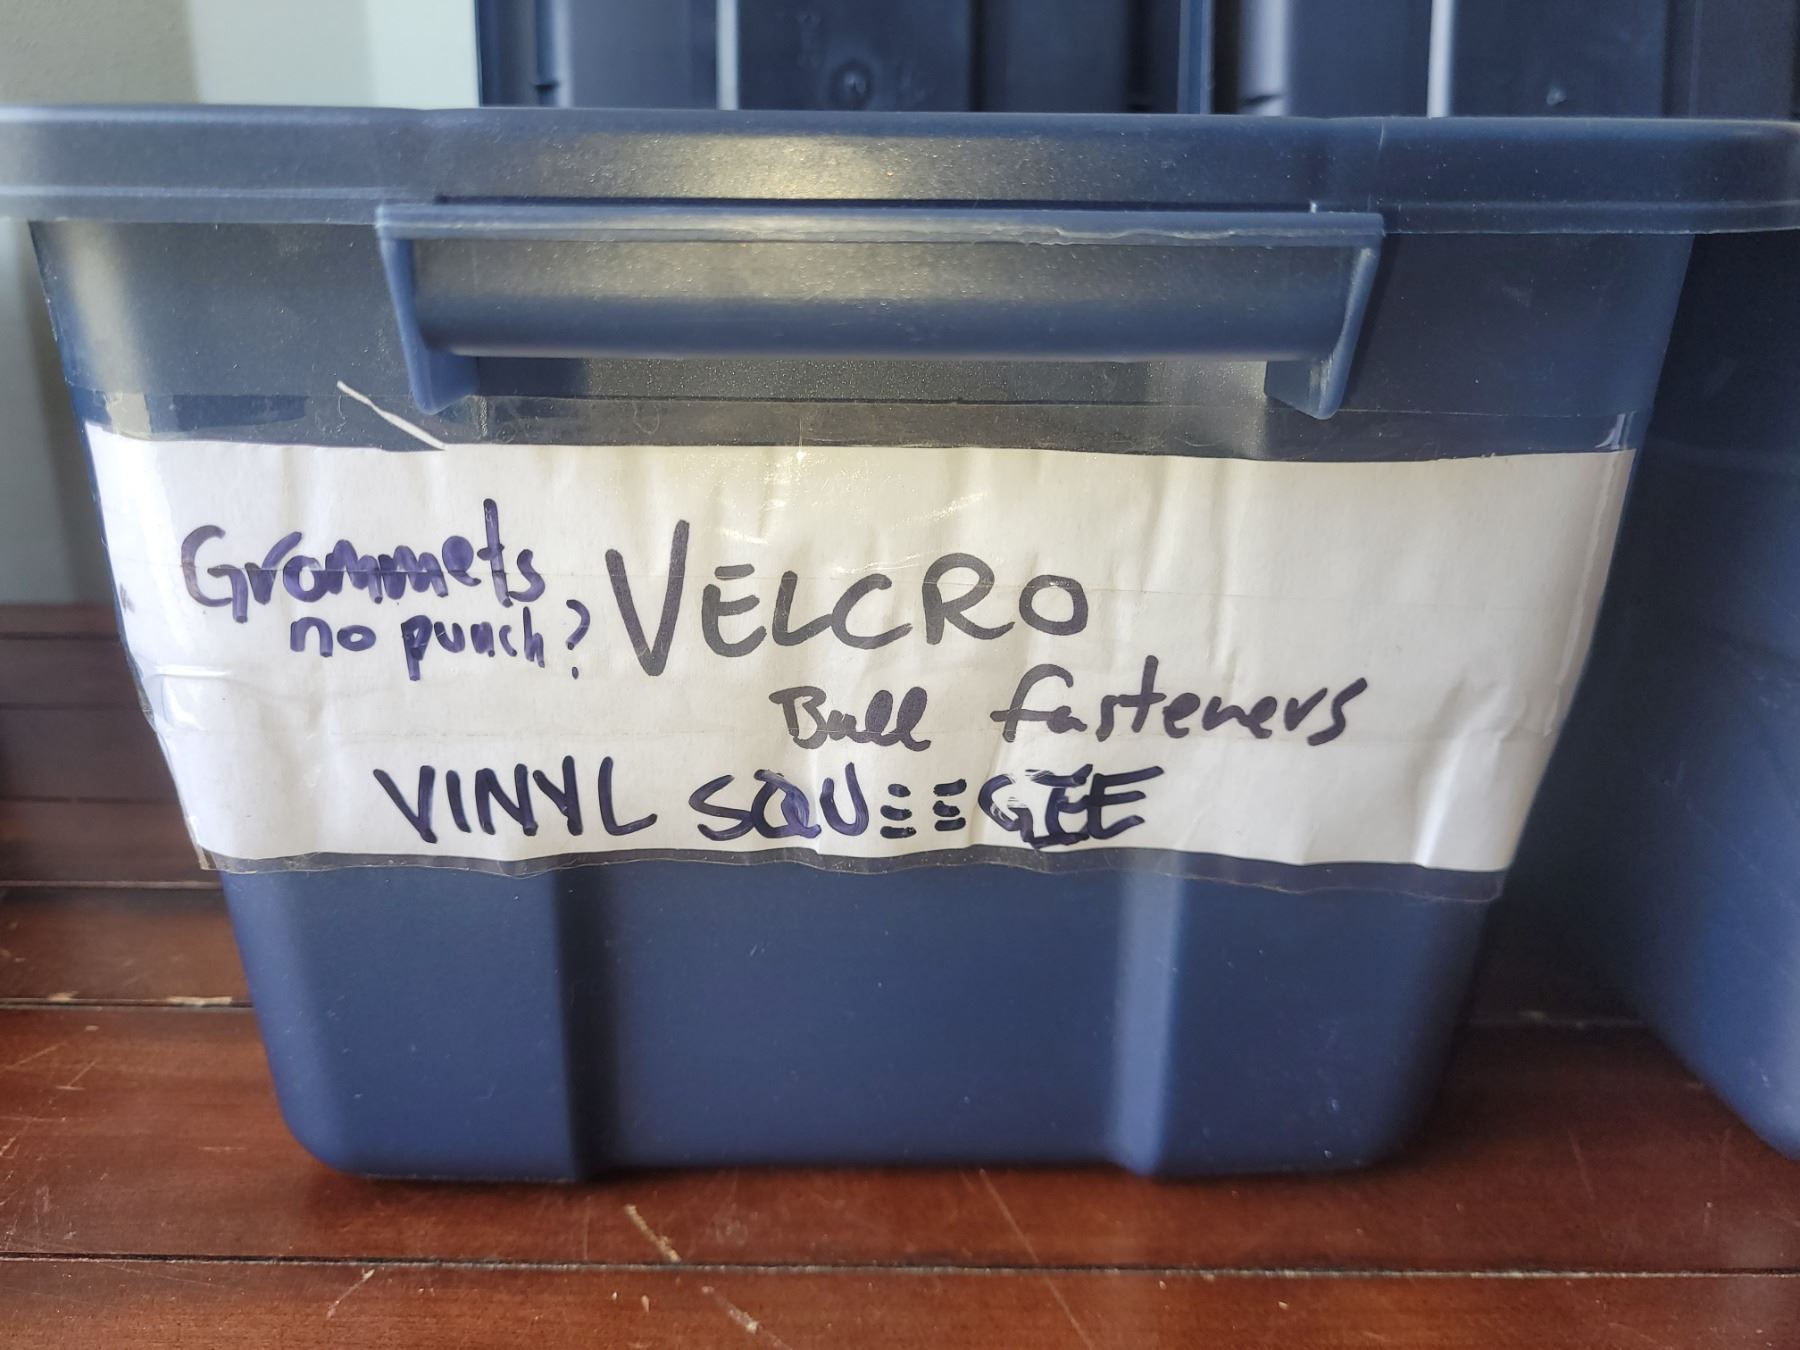 Grommets
no punch?
VELCRO
Ball fasteners
VINYL SQUEEGEE